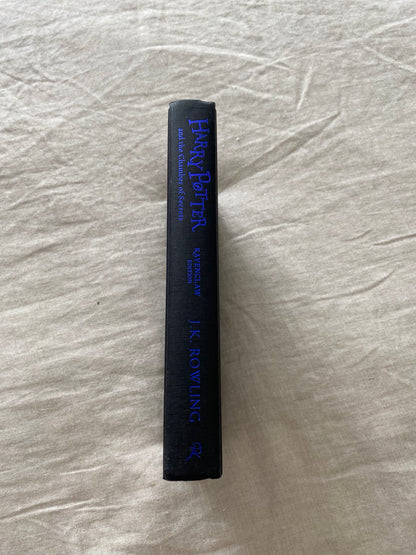 HARRY POTTER
and the Chamber of Secrets
RAVENCLAW
EDITION
J.K. ROWLING